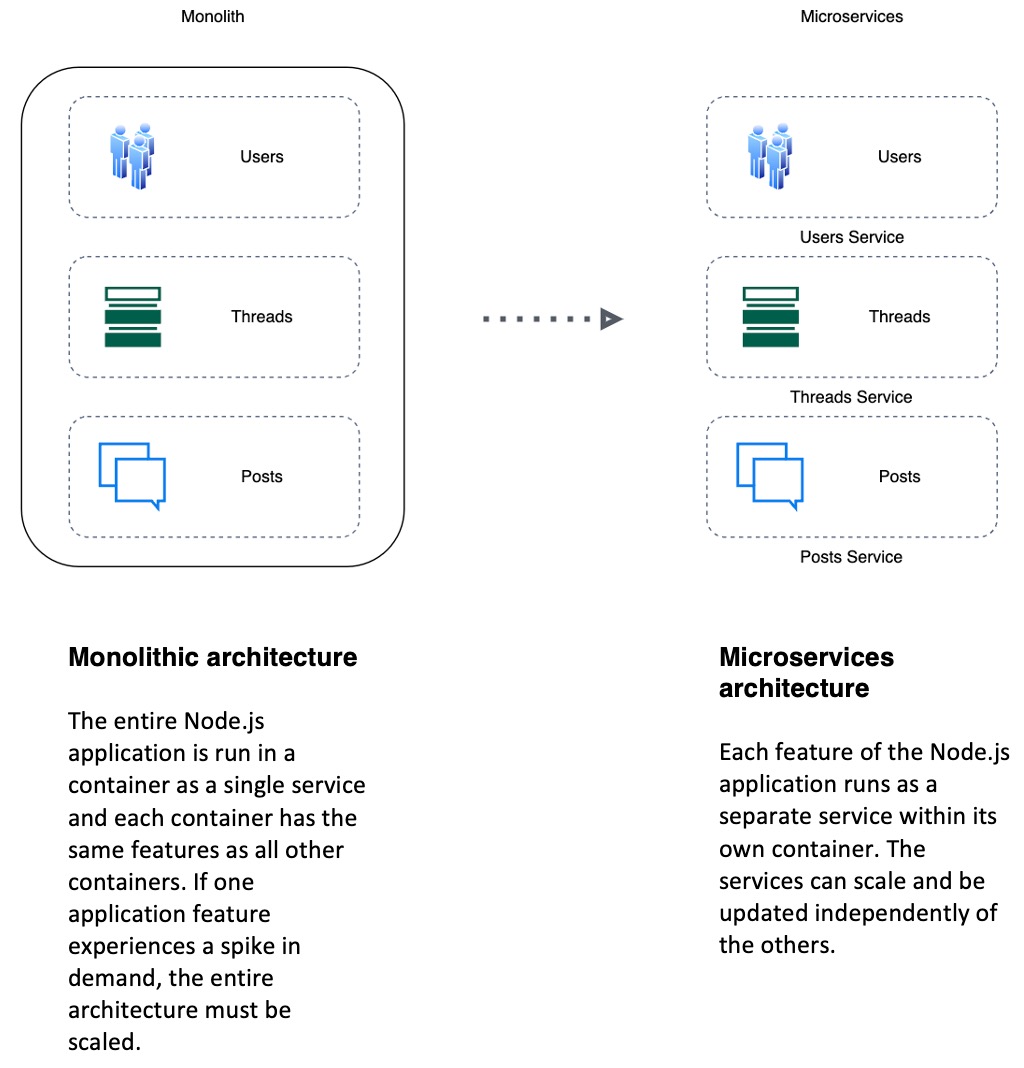 Monolith
Microservices
Users
Threads
Posts
Users
Users Service
Threads
Threads Service
Posts
Posts Service
Monolithic architecture
The entire Node.js
application is run in a
container as a single service
and each container has the
same features as all other
containers. If one
application feature
experiences a spike in
demand, the entire
architecture must be
scaled.
Microservices
architecture
Each feature of the Node.js
application runs as a
separate service within its
own container. The
services can scale and be
updated independently of
the others.